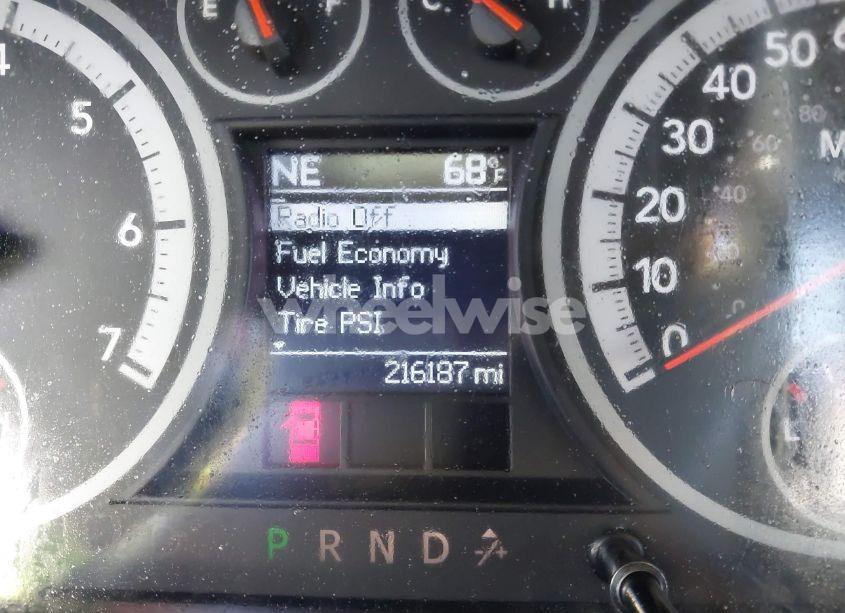 E F
C H
4
5
6
7
50
40
30
20
10
0
80
60
40
M
NE 68°F
Radio Off
Fuel Economy
Vehicle Info
Tire PSI
wheelwise
216187 mi
L
P R N D